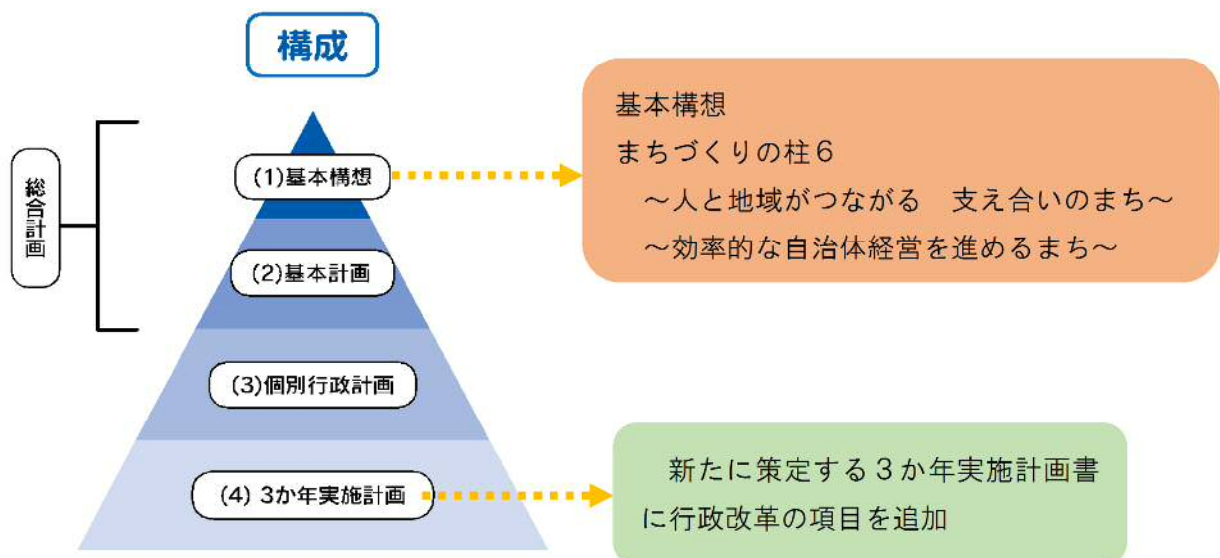 構成
総合計画
(1)基本構想
(2)基本計画
(3)個別行政計画
(4) 3か年実施計画
基本構想
まちづくりの柱６
～人と地域がつながる　支え合いのまち～
～効率的な自治体経営を進めるまち～
新たに策定する３か年実施計画書
に行政改革の項目を追加